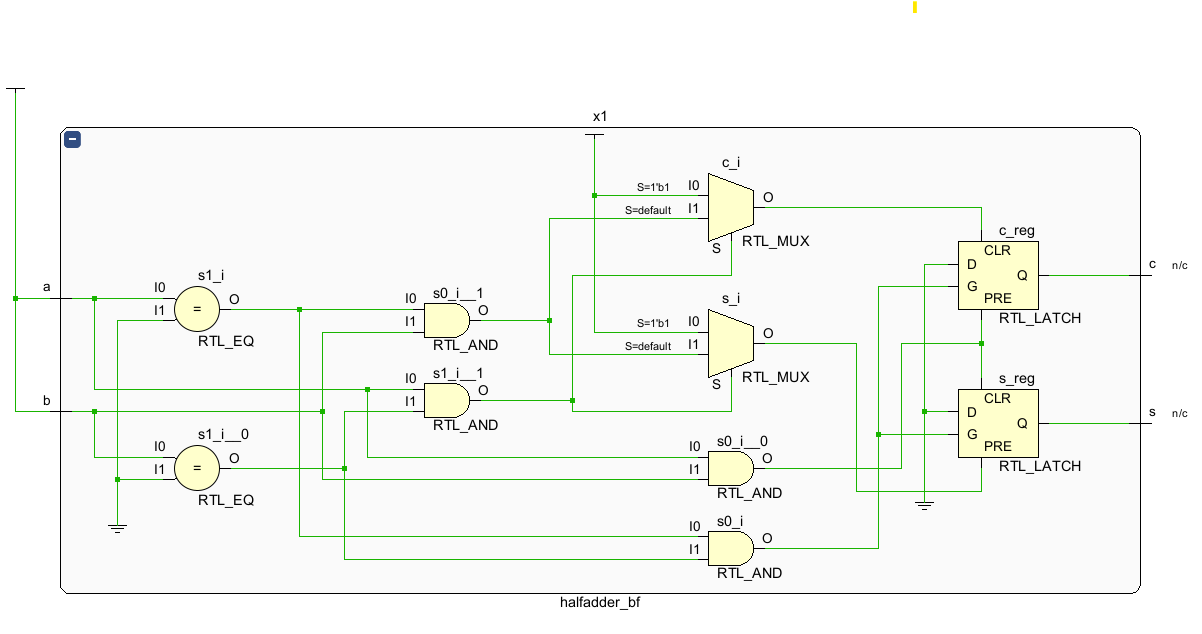 x1
c_i
S=1'b1
I0
O
S=default
I1
RTL_MUX
S
c_reg
CLR
D
Q
G
PRE
RTL_LATCH
c
n/c
a
s1_i
I0
O
I1
=
RTL_EQ
s0_i__1
I0
O
I1
RTL_AND
s_i
S=1'b1
I0
O
S=default
I1
RTL_MUX
S
s1_i__1
I0
O
I1
RTL_AND
s_reg
CLR
D
Q
G
PRE
RTL_LATCH
s
n/c
b
s1_i__0
I0
O
I1
=
RTL_EQ
s0_i__0
I0
O
I1
RTL_AND
s0_i
I0
O
I1
RTL_AND
halfadder_bf